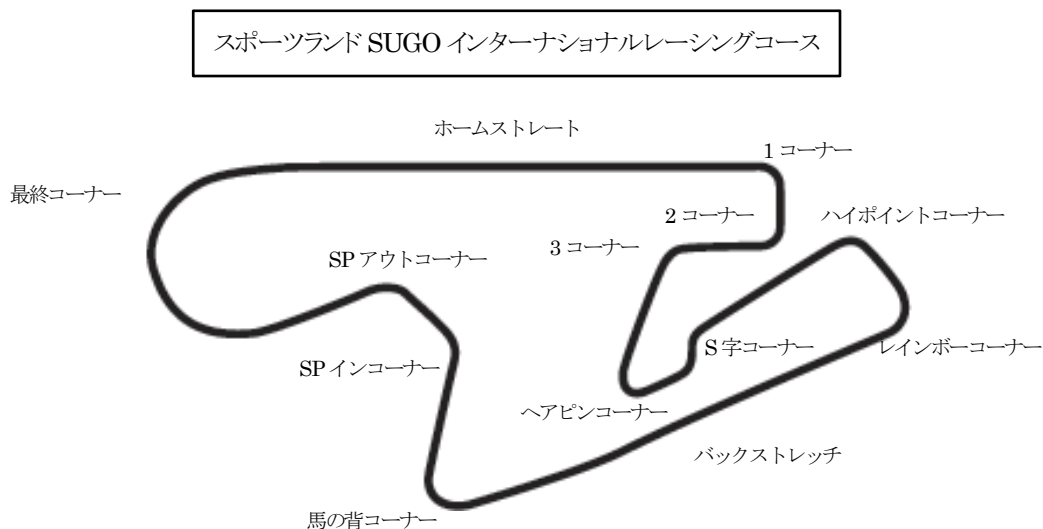 スポーツランド SUGO インターナショナルレーシングコース
ホームストレート
1 コーナー
最終コーナー
2 コーナー
ハイポイントコーナー
3 コーナー
SP アウトコーナー
S 字コーナー
レインボーコーナー
SP インコーナー
ヘアピンコーナー
バックストレッチ
馬の背コーナー